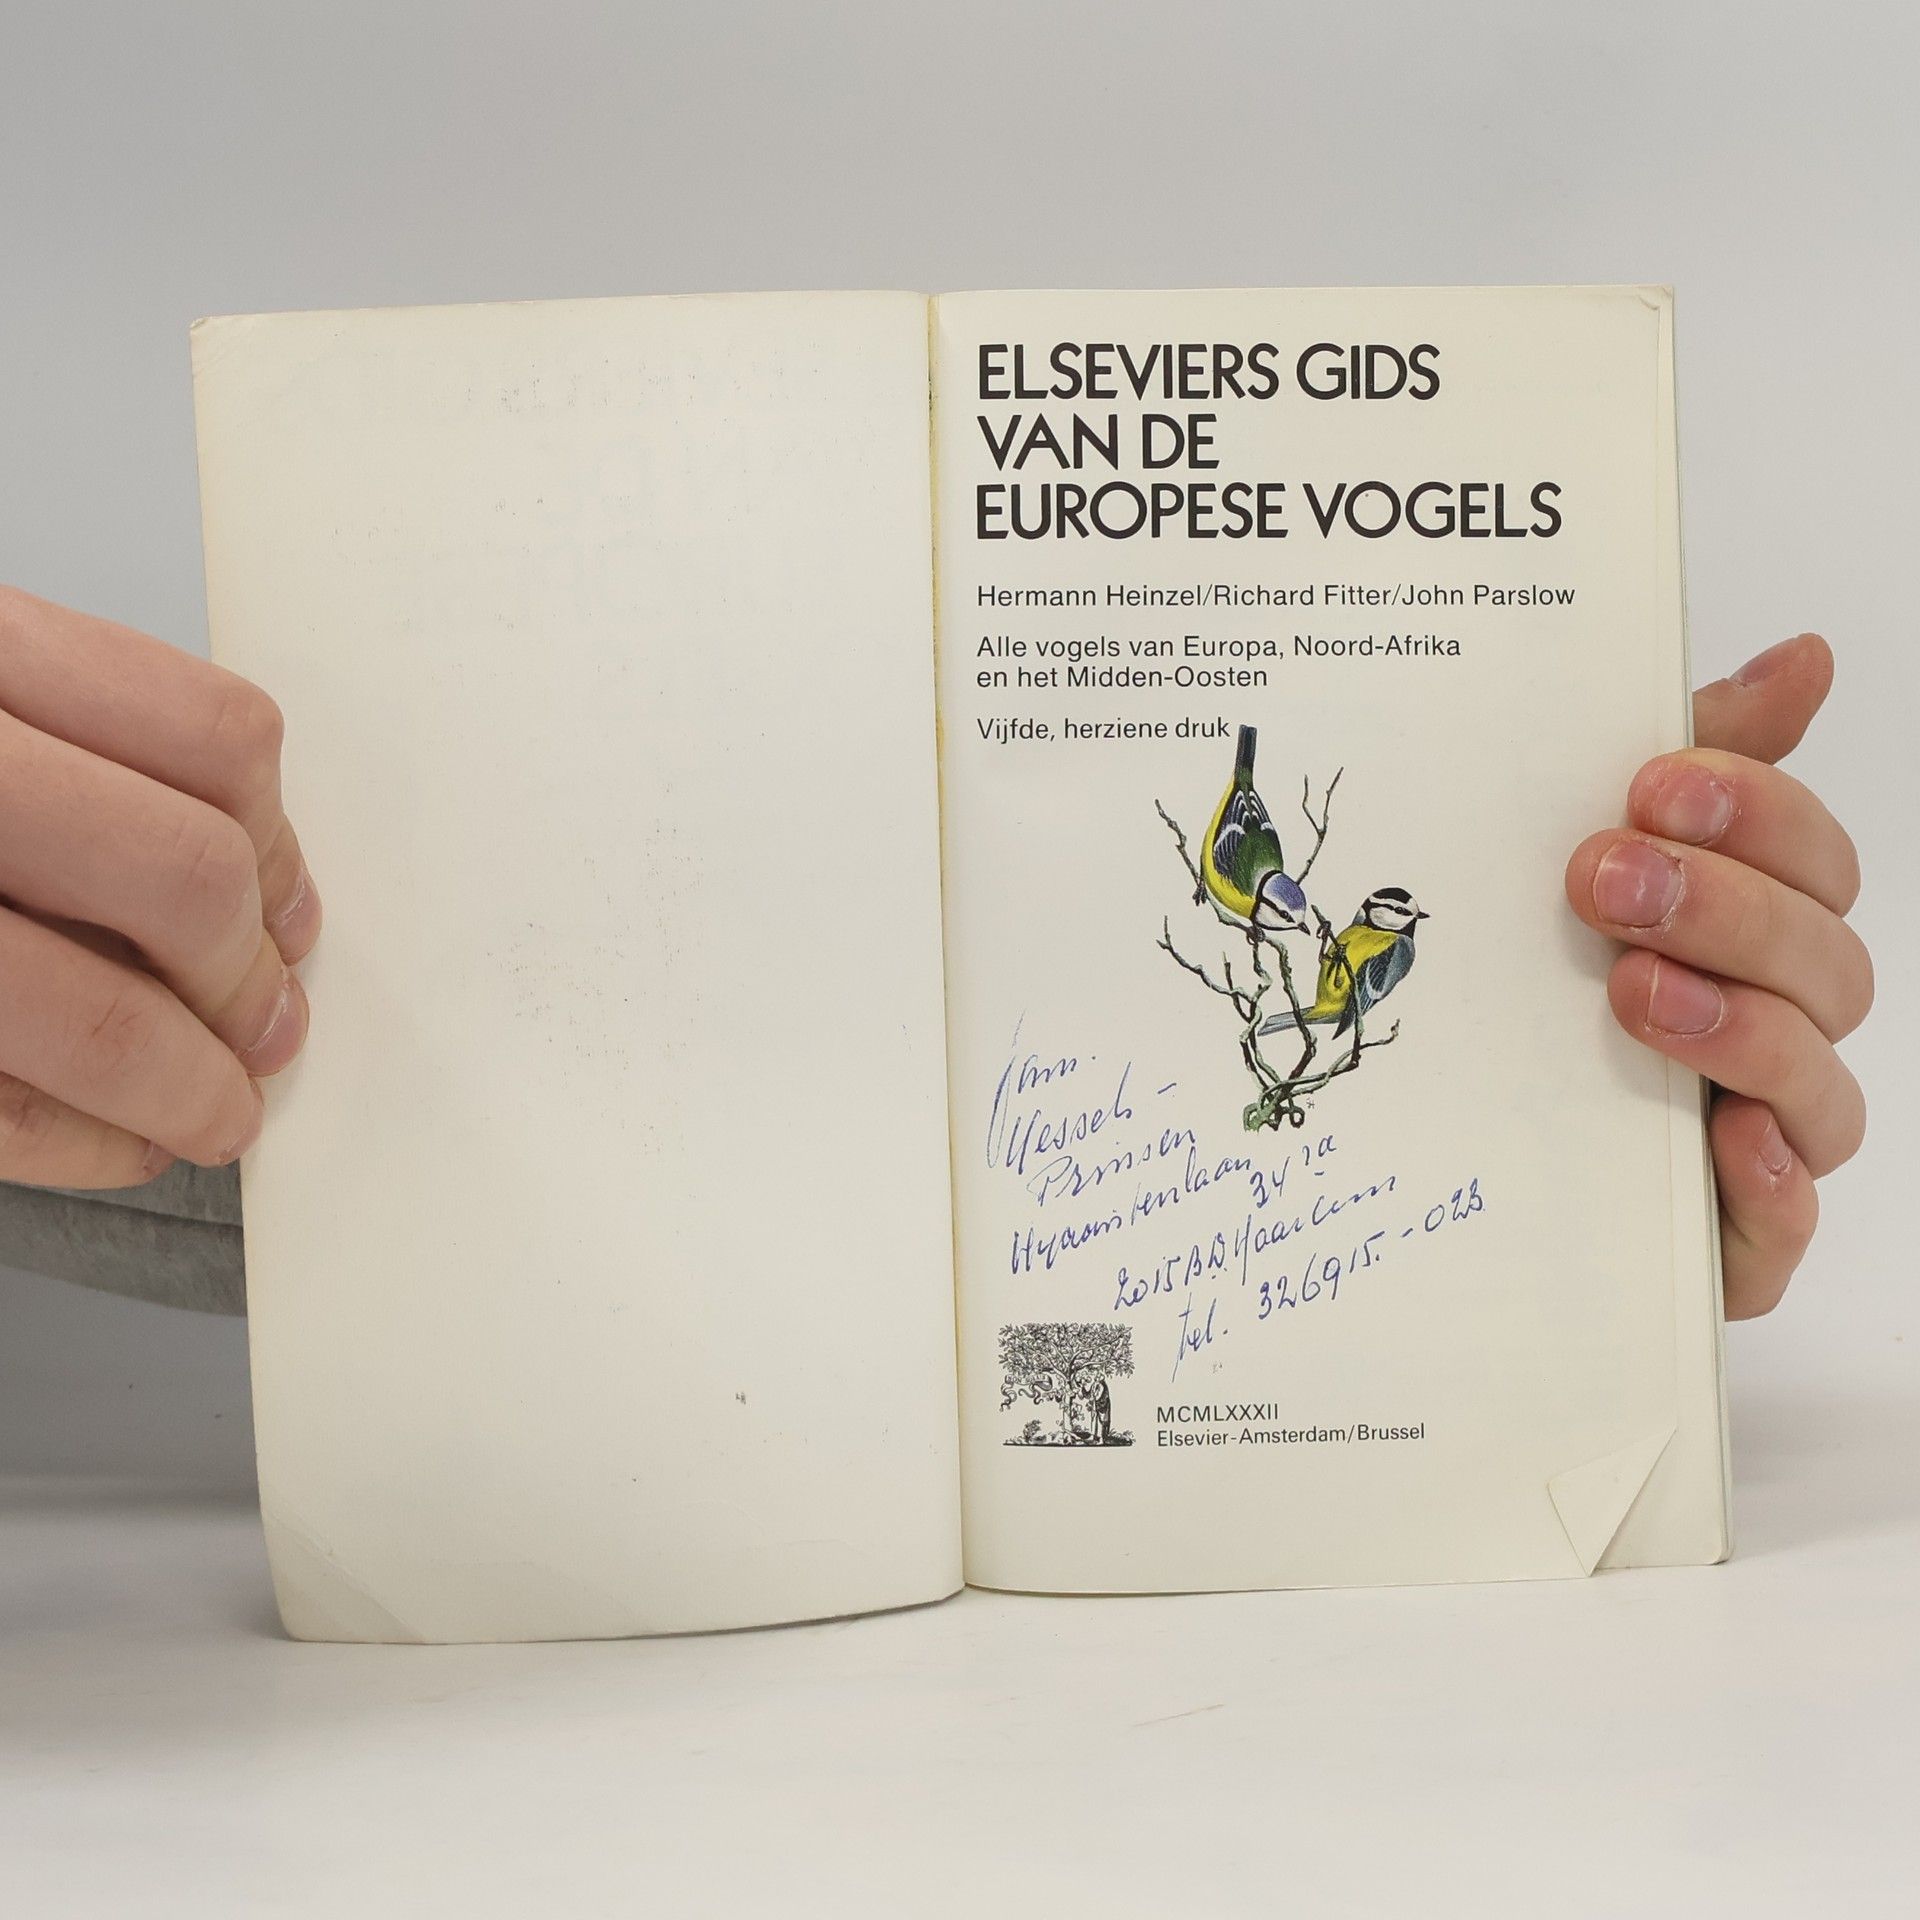 ELSEVIERS GIDS
VAN DE
EUROPESE VOGELS
Hermann Heinzel/Richard Fitter/John Parslow
Alle vogels van Europa, Noord-Afrika
en het Midden-Oosten
Vijfde, herziene druk
Wessels -
Prinsen
34
2015 B.D. Haarlem
tel. 326915. - 023
MCMLXXXII
Elsevier-Amsterdam/Brussel